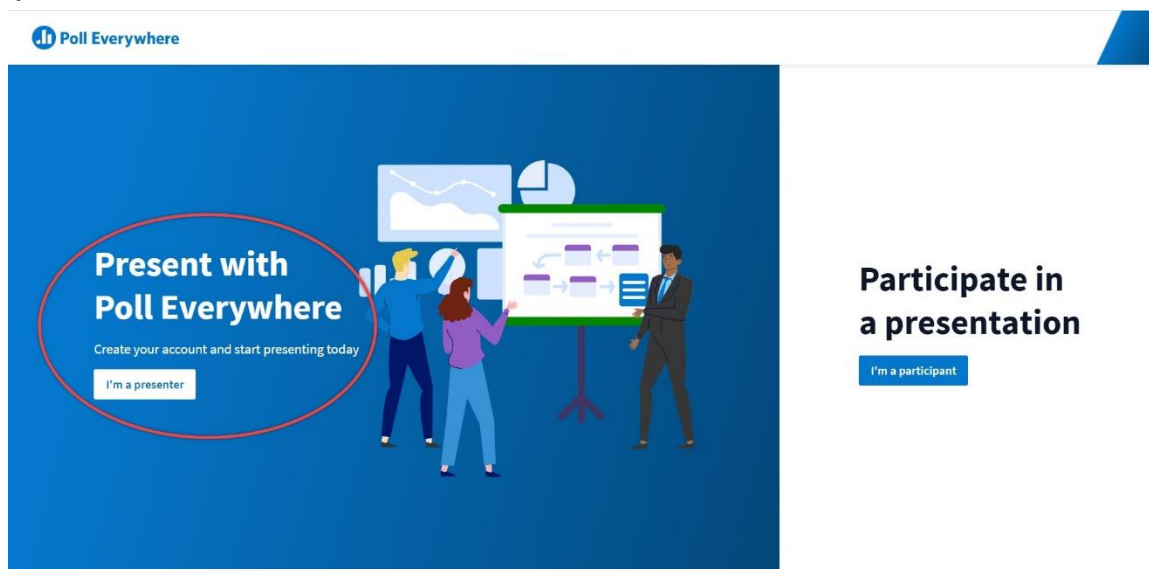 Poll Everywhere
Present with
Poll Everywhere
Create your account and start presenting today
I'm a presenter
Participate in
a presentation
I'm a participant